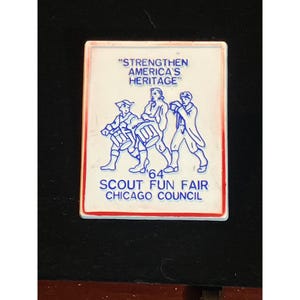 "STRENGTHEN
AMERICA'S
HERITAGE"
'64
SCOUT FUN FAIR
CHICAGO COUNCIL